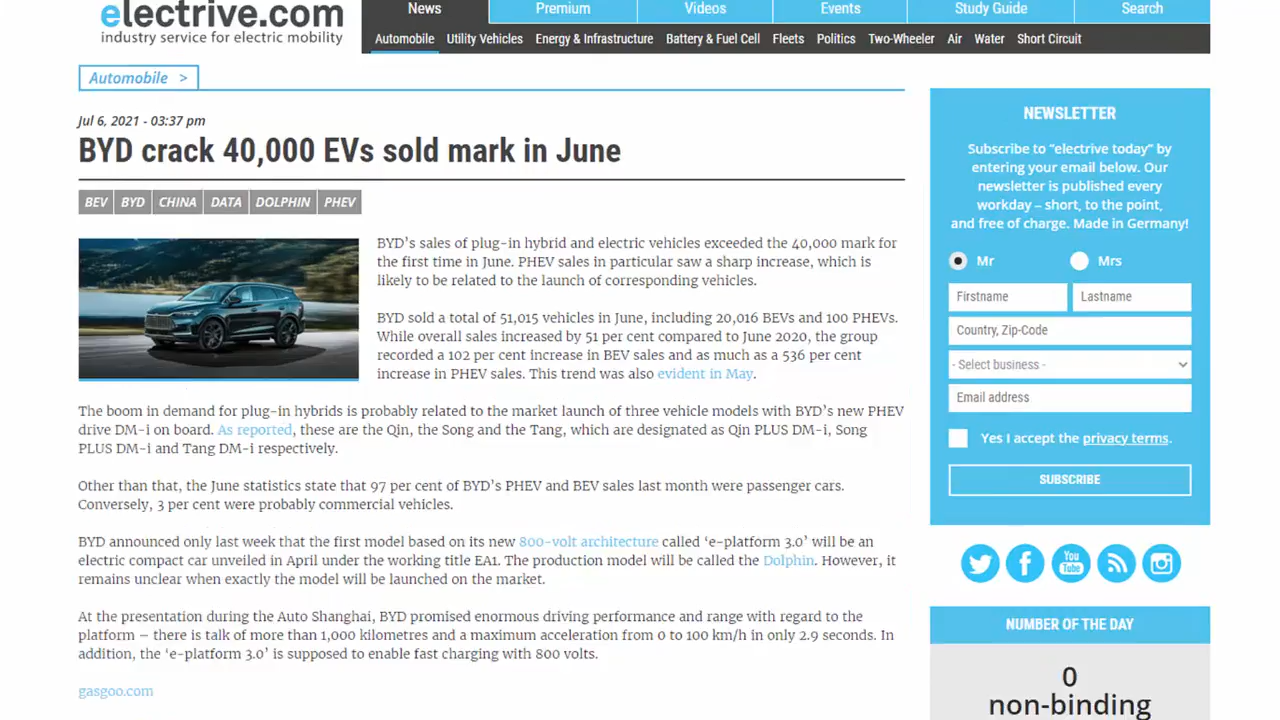 electrive.com
industry service for electric mobility
News
Premium
Videos
Events
Study Guide
Search
Automobile Utility Vehicles Energy & Infrastructure Battery & Fuel Cell Fleets Politics Two-Wheeler Air Water Short Circuit
Automobile >
Jul 6, 2021 - 03:37 pm
BYD crack 40,000 EVs sold mark in June
BEV BYD CHINA DATA DOLPHIN PHEV
BYD’s sales of plug-in hybrid and electric vehicles exceeded the 40,000 mark for
the first time in June. PHEV sales in particular saw a sharp increase, which is
likely to be related to the launch of corresponding vehicles.
BYD sold a total of 51,015 vehicles in June, including 20,016 BEVs and 100 PHEVs.
While overall sales increased by 51 per cent compared to June 2020, the group
recorded a 102 per cent increase in BEV sales and as much as a 536 per cent
increase in PHEV sales. This trend was also evident in May.
The boom in demand for plug-in hybrids is probably related to the market launch of three vehicle models with BYD’s new PHEV
drive DM-i on board. As reported, these are the Qin, the Song and the Tang, which are designated as Qin PLUS DM-i, Song
PLUS DM-i and Tang DM-i respectively.
Other than that, the June statistics state that 97 per cent of BYD’s PHEV and BEV sales last month were passenger cars.
Conversely, 3 per cent were probably commercial vehicles.
BYD announced only last week that the first model based on its new 800-volt architecture called ‘e-platform 3.0’ will be an
electric compact car unveiled in April under the working title EA1. The production model will be called the Dolphin. However, it
remains unclear when exactly the model will be launched on the market.
At the presentation during the Auto Shanghai, BYD promised enormous driving performance and range with regard to the
platform – there is talk of more than 1,000 kilometres and a maximum acceleration from 0 to 100 km/h in only 2.9 seconds. In
addition, the ‘e-platform 3.0’ is supposed to enable fast charging with 800 volts.
gasgoo.com
NEWSLETTER
Subscribe to “electrive today” by
entering your email below. Our
newsletter is published every
workday – short, to the point,
and free of charge. Made in Germany!
Mr
Mrs
Firstname
Lastname
Country, Zip-Code
- Select business -
Email address
Yes I accept the privacy terms.
SUBSCRIBE
You
Tube
NUMBER OF THE DAY
0
non-binding